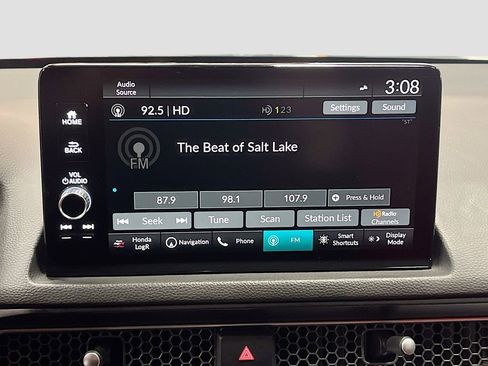 Audio
Source
3:08
HOME
92.5 | HD
HD 1 2 3
Settings
Sound
"ST"
BACK
FM
The Beat of Salt Lake
VOL
AUDIO
87.9
98.1
107.9
Press & Hold
Seek
Tune
Scan
Station List
HD Radio
Channels
Honda
LogR
Navigation
Phone
FM
Smart
Shortcuts
Display
Mode